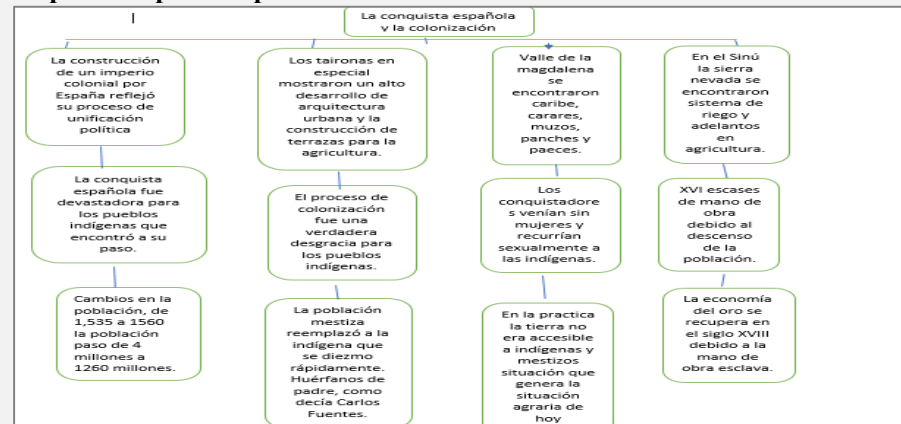 La conquista española
y la colonización
La construcción
de un imperio
colonial por
España reflejó
su proceso de
unificación
política
Los taironas en
especial
mostraron un alto
desarrollo de
arquitectura
urbana y la
construcción de
terrazas para la
agricultura.
Valle de la
magdalena
se
encontraron
caribe,
carares,
muzos,
panches y
paeces.
En el Sinú
la sierra
nevada se
encontraron
sistema de
riego y
adelantos
en
agricultura.
La conquista
española fue
devastadora para
los pueblos
indígenas que
encontró a su
paso.
El proceso de
colonización
fue una
verdadera
desgracia para
los pueblos
indígenas.
Los
conquistadore
s venían sin
mujeres y
recurrían
sexualmente a
las indígenas.
XVI escases
de mano de
obra
debido al
descenso
de la
población.
Cambios en la
población, de
1,535 a 1560
la población
paso de 4
millones a
1260 millones.
La población
mestiza
reemplazó a la
indígena que
se diezmo
rápidamente.
Huérfanos de
padre, como
decía Carlos
Fuentes.
En la practica
la tierra no
era accesible
a indígenas y
mestizos
situación que
genera la
situación
agraria de
hoy
La economía
del oro se
recupera en
el siglo XVIII
debido a la
mano de
obra esclava.